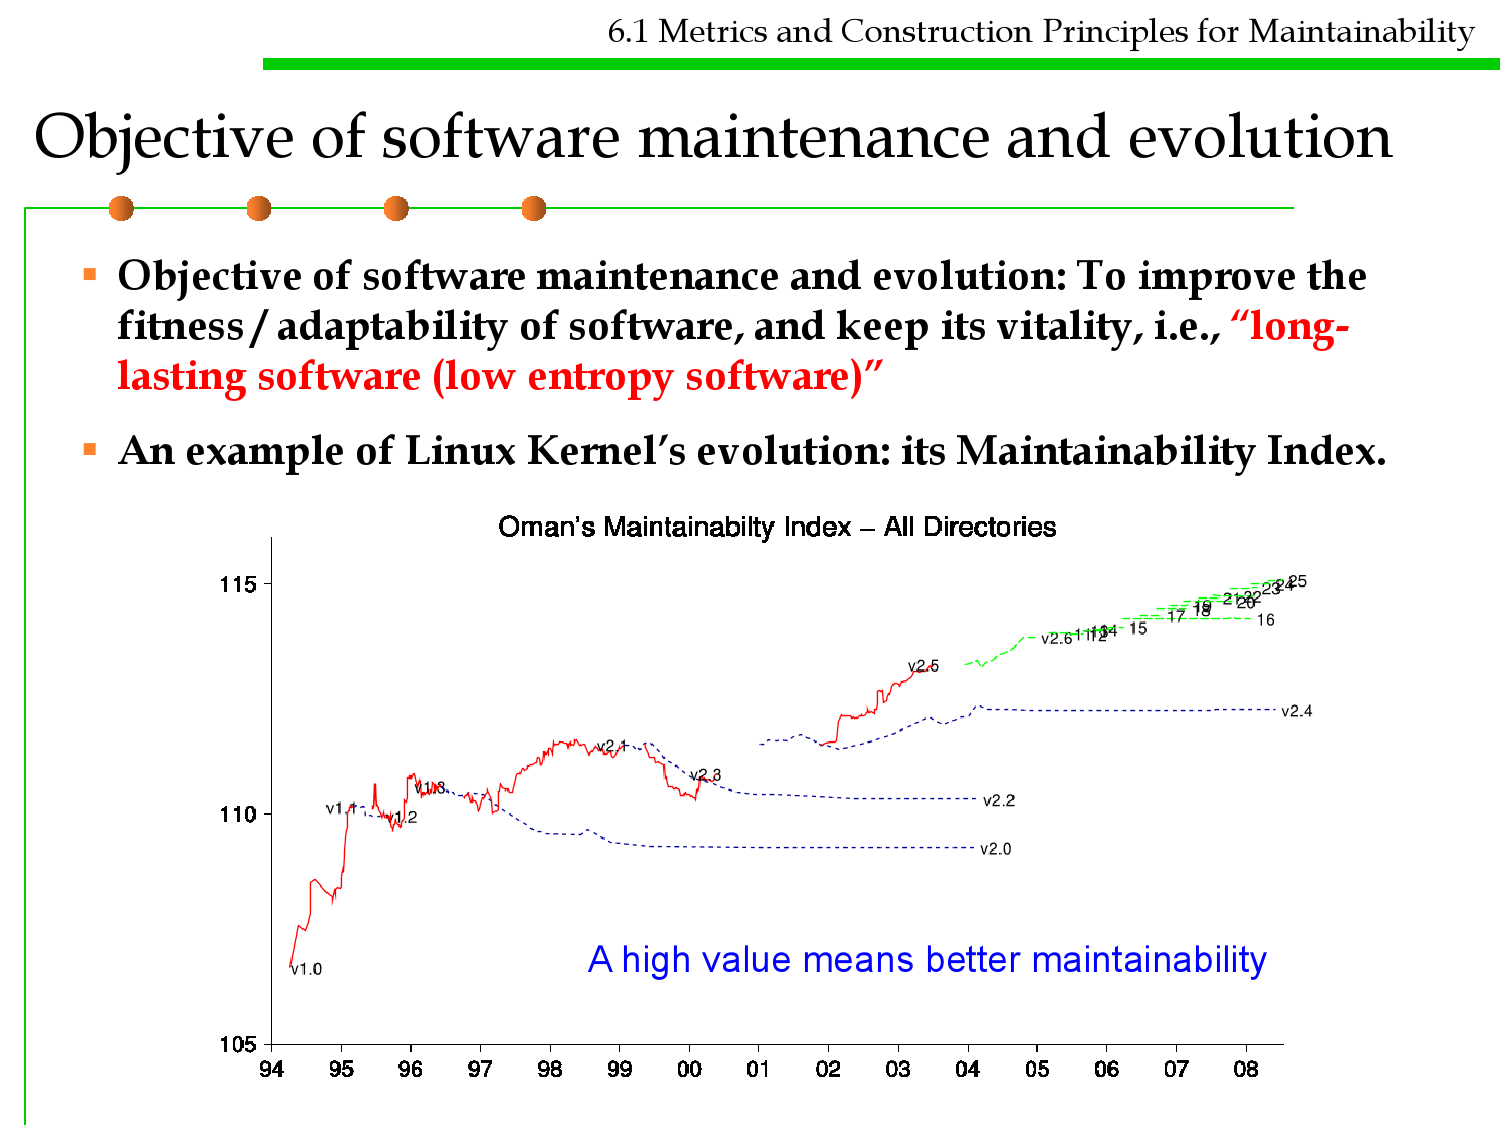 6.1 Metrics and Construction Principles for Maintainability
Objective of software maintenance and evolution
▪ Objective of software maintenance and evolution: To improve the
fitness / adaptability of software, and keep its vitality, i.e., “long-
lasting software (low entropy software)”
▪ An example of Linux Kernel’s evolution: its Maintainability Index.
Oman’s Maintainabilty Index – All Directories
115
110
105
25
24
23
22
21
20
19
18
17
16
15
14
13
12
11
v2.6
v2.5
v2.4
v2.1
v2.3
v1.3
v2.2
v1.1
v1.2
v2.0
v1.0
A high value means better maintainability
94 95 96 97 98 99 00 01 02 03 04 05 06 07 08